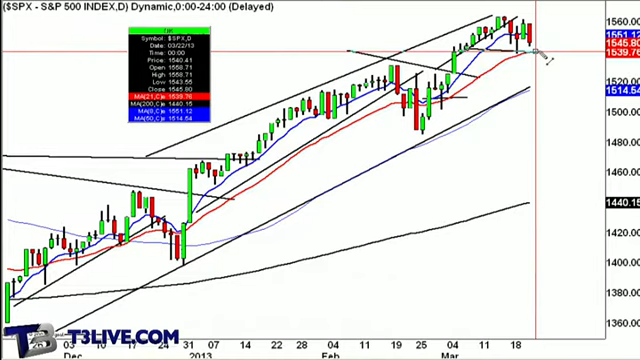 ($SPX - S&P 500 INDEX,D) Dynamic,0:00-24:00 (Delayed)
Symbol: $SPX,D
Date: 03/22/13
Time: 00:00
Price: 1540.41
Open: 1558.71
High: 1558.71
Low: 1543.55
Close: 1545.80
MA(21,C)= 1539.76
MA(200,C)= 1440.15
MA(8,C)= 1551.12
MA(50,C)= 1514.54
1560.00
1551.12
1545.80
1539.76
1520.00
1514.54
1500.00
1480.00
1460.00
1440.15
1420.00
1400.00
1380.00
1360.00
T3LIVE.COM
26 03 10 17 24 31 07 14 22 28 04 11 19 25 04 11 18
Dec 2013 Feb Mar